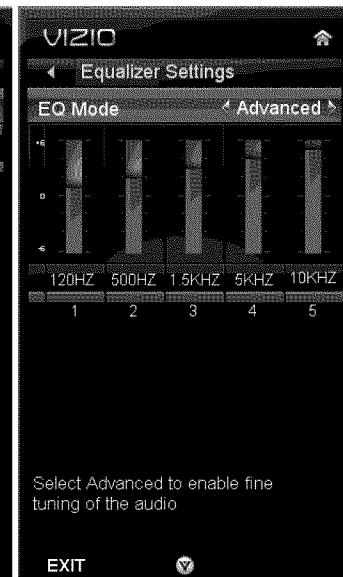 VIZIO
Equalizer Settings
EQ Mode Advanced
+6
0
-6
120HZ 500HZ 1.5KHZ 5KHZ 10KHZ
1 2 3 4 5
Select Advanced to enable fine
tuning of the audio
EXIT